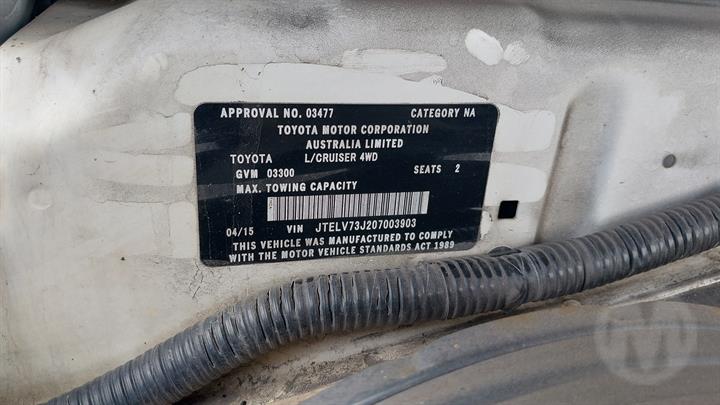 APPROVAL NO. 03477 CATEGORY NA
TOYOTA MOTOR CORPORATION
AUSTRALIA LIMITED
TOYOTA L/CRUISER 4WD
GVM 03300 SEATS 2
MAX. TOWING CAPACITY
04/15 VIN JTELV73J207003903
THIS VEHICLE WAS MANUFACTURED TO COMPLY
WITH THE MOTOR VEHICLE STANDARDS ACT 1989
M